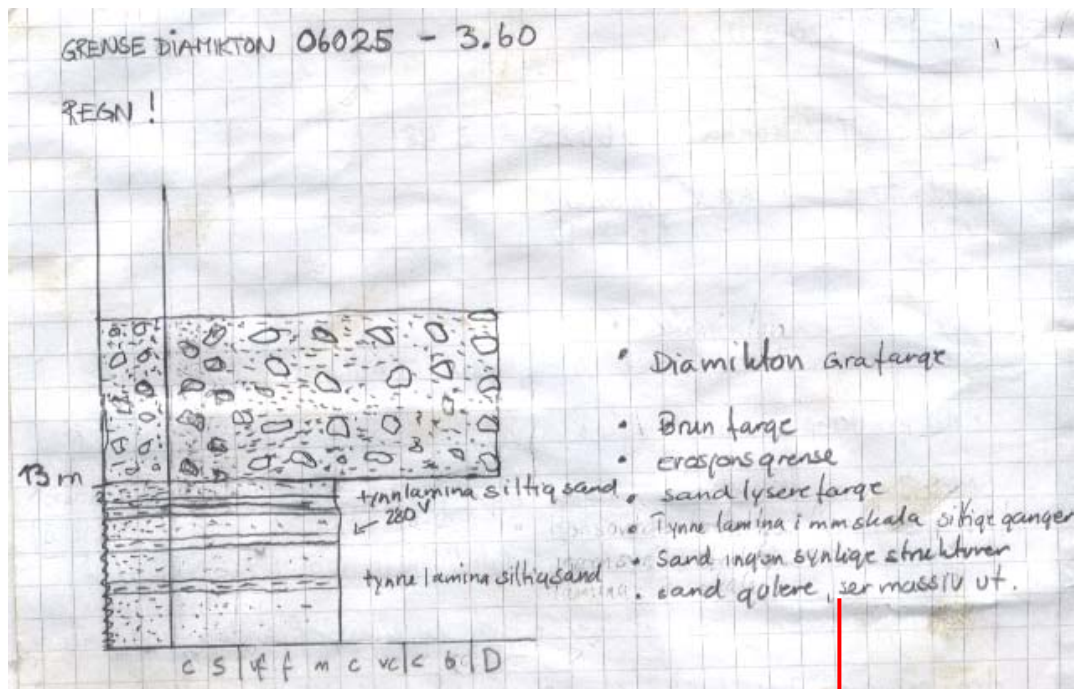 GRENSE DIAMIKTON 06025 - 3.60
REGN !
• Diamikton Gråfarge
• Brun farge
13 m
• erosjonsgrense
tynnlamina siltig sand
• sand lysere farge
← 280 V
• Tynne lamina i mm skala siltige ganger
• Sand ingen synlige strukturer
tynne lamina siltig sand
• sand gulere, ser massiv ut.
c s | vf f m c vc | c b | D